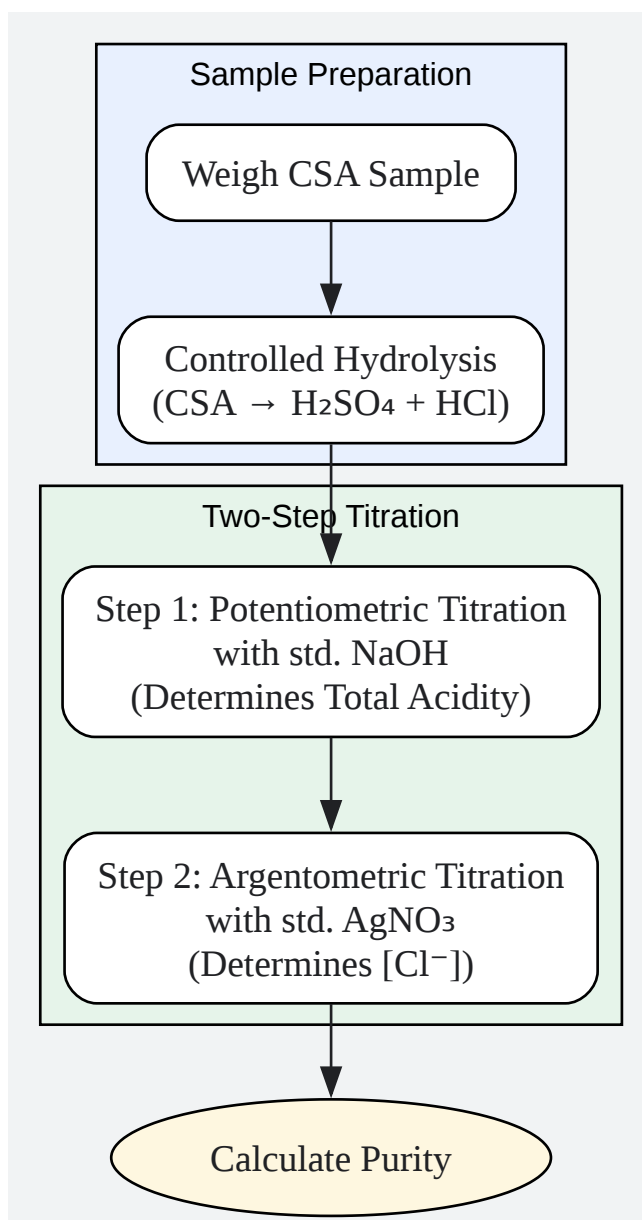 Sample Preparation
Weigh CSA Sample
Controlled Hydrolysis
(CSA → H₂SO₄ + HCl)
Two-Step Titration
Step 1: Potentiometric Titration
with std. NaOH
(Determines Total Acidity)
Step 2: Argentometric Titration
with std. AgNO₃
(Determines [Cl⁻])
Calculate Purity